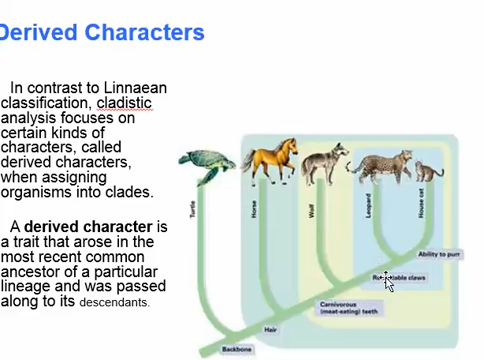 Derived Characters
In contrast to Linnaean
classification, cladistic
analysis focuses on
certain kinds of
characters, called
derived characters,
when assigning
organisms into clades.
A derived character is
a trait that arose in the
most recent common
ancestor of a particular
lineage and was passed
along to its descendants.
Turtle
Horse
Wolf
Leopard
House cat
Ability to purr
claws
Carnivorous
(meat-eating) teeth
Hair
Backbone